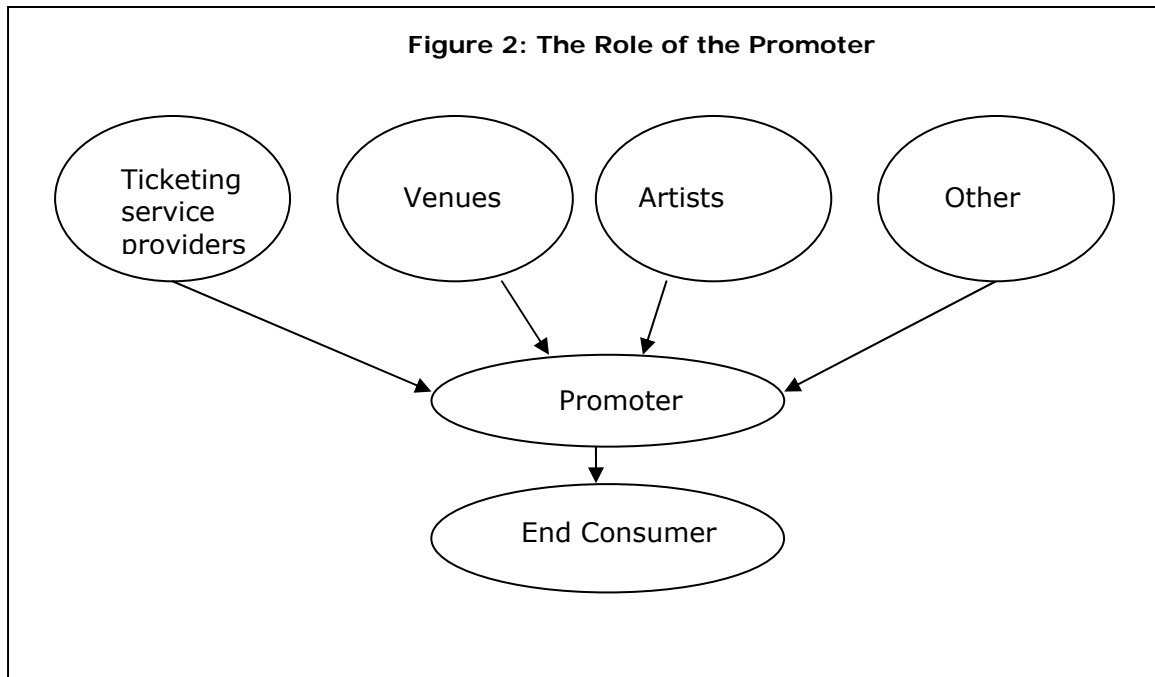 Figure 2: The Role of the Promoter
Ticketing
service
providers
Venues
Artists
Other
Promoter
End Consumer